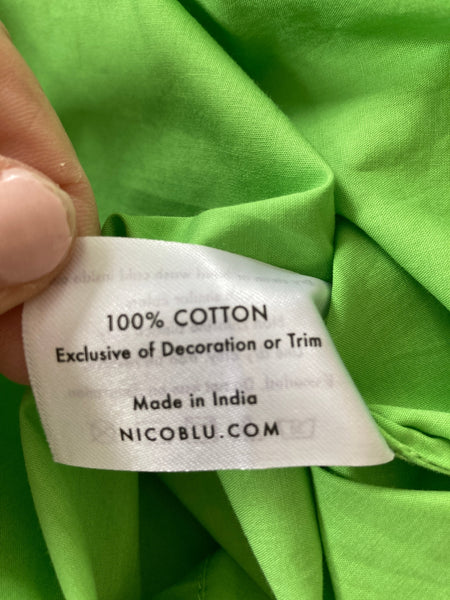 100% COTTON
Exclusive of Decoration or Trim
Made in India
NICOBLU.COM